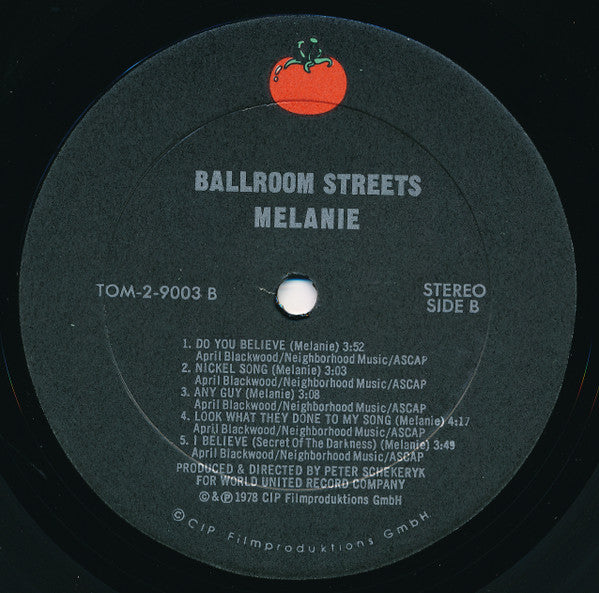 BALLROOM STREETS
MELANIE
TOM-2-9003 B
STEREO
SIDE B
1. DO YOU BELIEVE (Melanie) 3:52
April Blackwood/Neighborhood Music/ASCAP
2. NICKEL SONG (Melanie) 3:03
April Blackwood/Neighborhood Music/ASCAP
3. ANY GUY (Melanie) 3:08
April Blackwood/Neighborhood Music/ASCAP
4. LOOK WHAT THEY DONE TO MY SONG (Melanie) 4:17
April Blackwood/Neighborhood Music/ASCAP
5. I BELIEVE (Secret Of The Darkness) (Melanie) 3:49
April Blackwood/Neighborhood Music/ASCAP
PRODUCED & DIRECTED BY PETER SCHEKERYK
FOR WORLD UNITED RECORD COMPANY
©&℗1978 CIP Filmproduktions GmbH
©CIP Filmproduktions GmbH